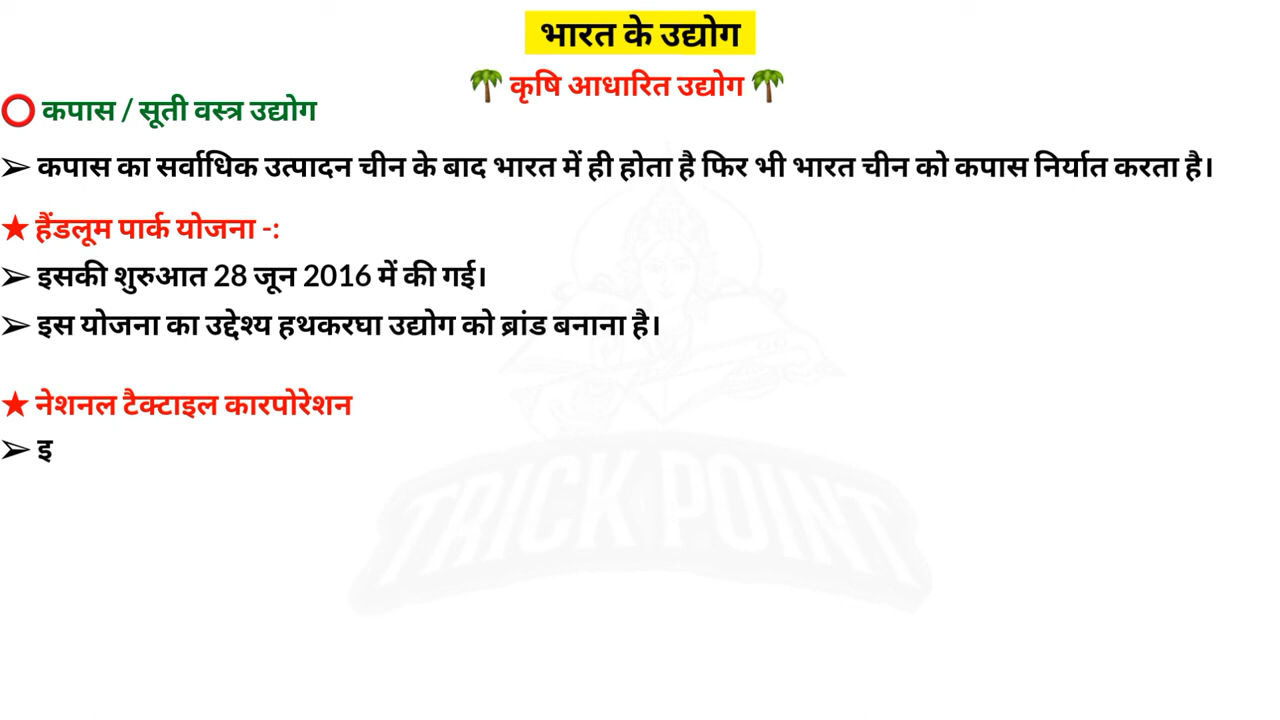 भारत के उद्योग
🌴 कृषि आधारित उद्योग 🌴
⭕ कपास / सूती वस्त्र उद्योग
➢ कपास का सर्वाधिक उत्पादन चीन के बाद भारत में ही होता है फिर भी भारत चीन को कपास निर्यात करता है।
★ हैंडलूम पार्क योजना -:
➢ इसकी शुरुआत 28 जून 2016 में की गई।
➢ इस योजना का उद्देश्य हथकरघा उद्योग को ब्रांड बनाना है।
★ नेशनल टैक्टाइल कारपोरेशन
➢ इ
TRICK POINT